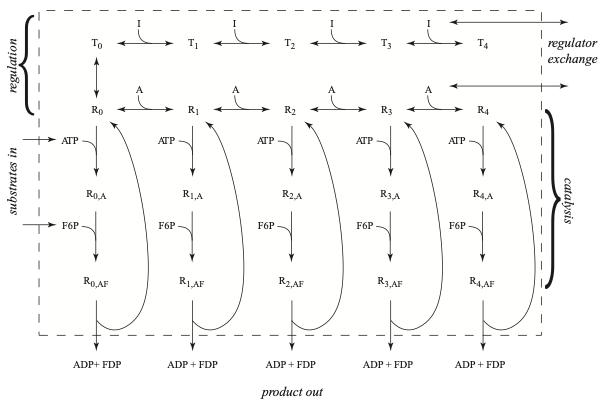 I I I I
T0 T1 T2 T3 T4
regulation
regulator
exchange
A A A A
R0 R1 R2 R3 R4
substrates in
ATP ATP ATP ATP ATP
R0,A R1,A R2,A R3,A R4,A
catalysis
F6P F6P F6P F6P F6P
R0,AF R1,AF R2,AF R3,AF R4,AF
ADP+ FDP ADP+ FDP ADP+ FDP ADP+ FDP ADP+ FDP
product out